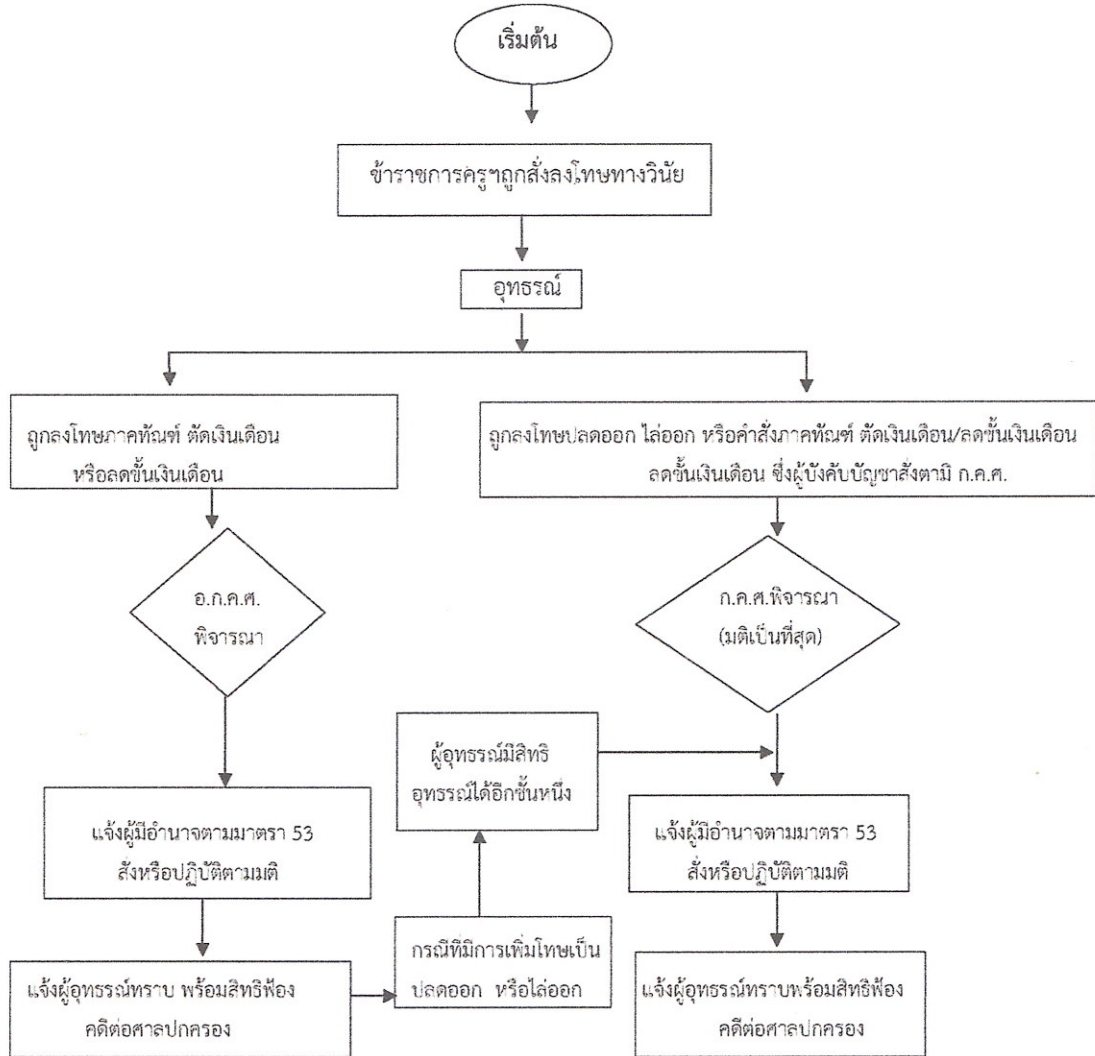 เริ่มต้น
ข้าราชการครูฯถูกสั่งลงโทษทางวินัย
อุทธรณ์
ถูกลงโทษภาคทัณฑ์ ตัดเงินเดือน
หรือลดขั้นเงินเดือน
ถูกลงโทษปลดออก ไล่ออก หรือคำสั่งภาคทัณฑ์ ตัดเงินเดือน/ลดขั้นเงินเดือน
ลดขั้นเงินเดือน ซึ่งผู้บังคับบัญชาสั่งตามิ ก.ค.ศ.
อ.ก.ค.ศ.
พิจารณา
ก.ค.ศ.พิจารณา
(มติเป็นที่สุด)
ผู้อุทธรณ์มีสิทธิ
อุทธรณ์ได้อีกชั้นหนึ่ง
แจ้งผู้มีอำนาจตามมาตรา 53
สั่งหรือปฏิบัติตามมติ
แจ้งผู้มีอำนาจตามมาตรา 53
สั่งหรือปฏิบัติตามมติ
แจ้งผู้อุทธรณ์ทราบ พร้อมสิทธิฟ้อง
คดีต่อศาลปกครอง
กรณีที่มีการเพิ่มโทษเป็น
ปลดออก หรือไล่ออก
แจ้งผู้อุทธรณ์ทราบพร้อมสิทธิฟ้อง
คดีต่อศาลปกครอง